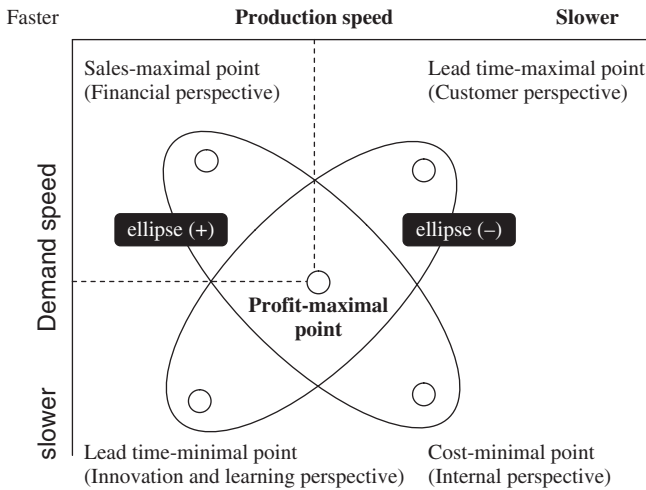 Faster Production speed Slower
Sales-maximal point
(Financial perspective)
Lead time-maximal point
(Customer perspective)
ellipse (+)
ellipse (–)
Demand speed
Profit-maximal
point
slower
Lead time-minimal point
(Innovation and learning perspective)
Cost-minimal point
(Internal perspective)